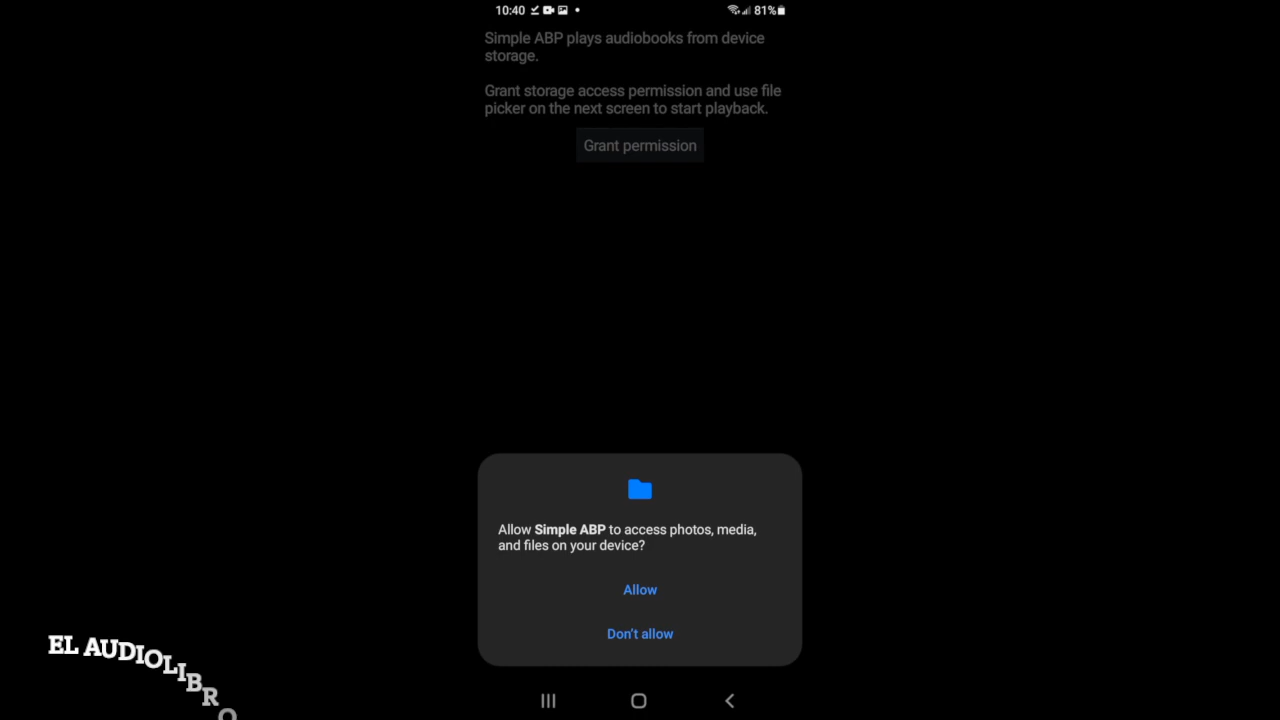 10:40
81%
Simple ABP plays audiobooks from device
storage.
Grant storage access permission and use file
picker on the next screen to start playback.
Grant permission
Allow Simple ABP to access photos, media,
and files on your device?
Allow
Don't allow
EL AUDIOLIBRO